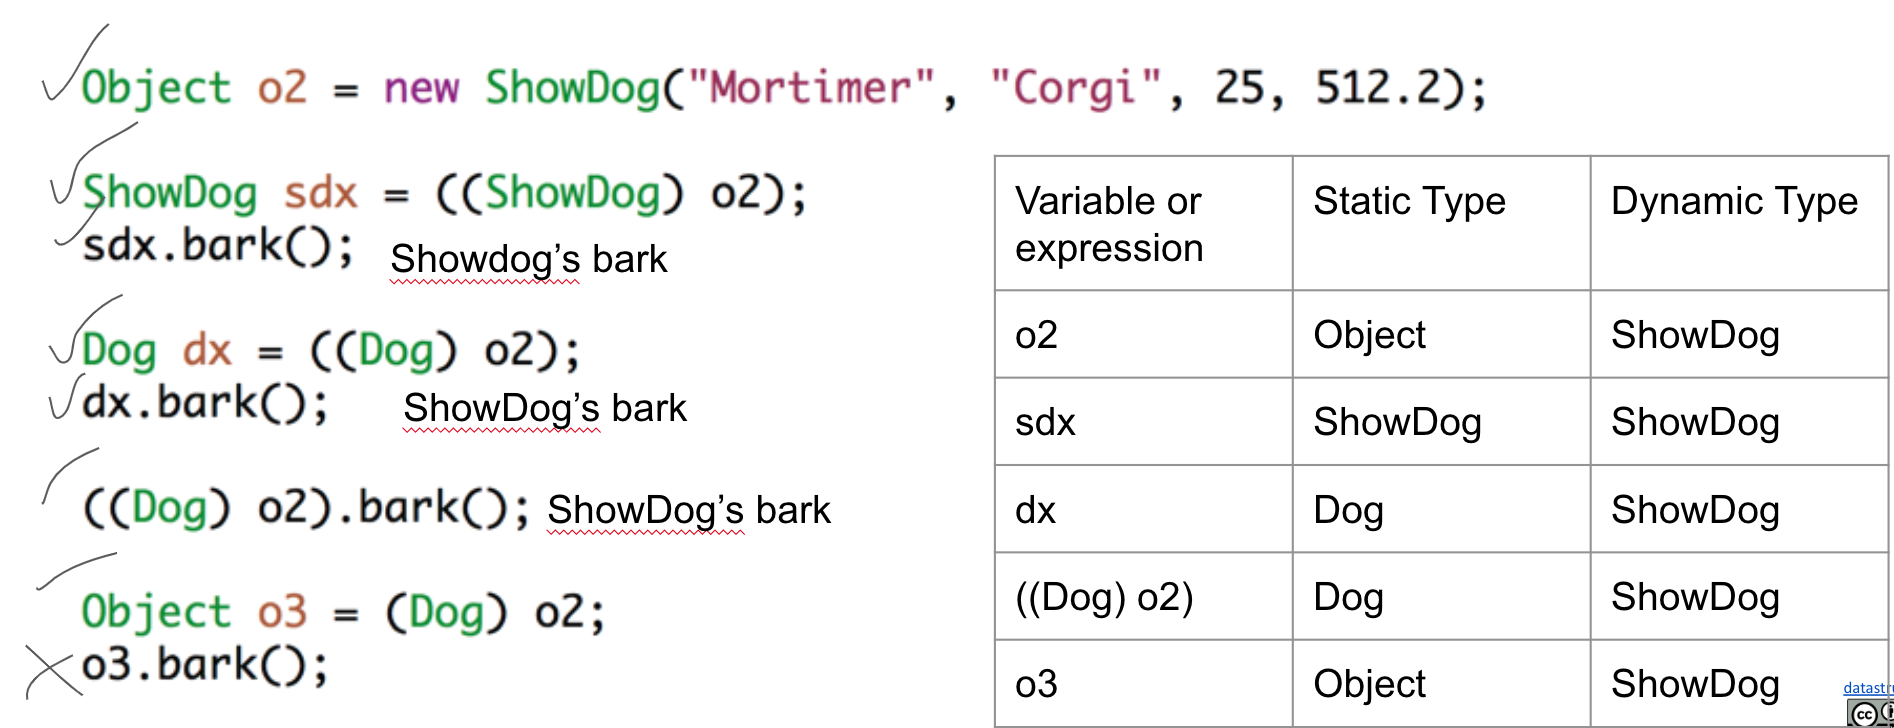 Object o2 = new ShowDog("Mortimer", "Corgi", 25, 512.2);
ShowDog sdx = ((ShowDog) o2);
sdx.bark(); Showdog’s bark
Dog dx = ((Dog) o2);
dx.bark(); ShowDog’s bark
((Dog) o2).bark(); ShowDog’s bark
Object o3 = (Dog) o2;
o3.bark();
Variable or expression Static Type Dynamic Type
o2 Object ShowDog
sdx ShowDog ShowDog
dx Dog ShowDog
((Dog) o2) Dog ShowDog
o3 Object ShowDog
cc